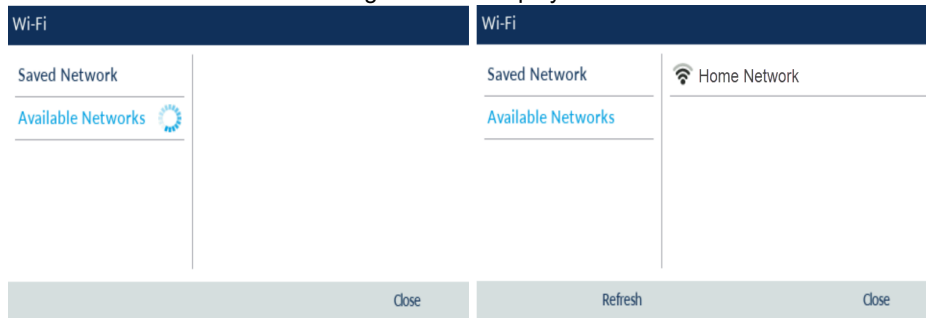 Wi-Fi
Saved Network
Available Networks
Close
Wi-Fi
Saved Network
Home Network
Available Networks
Refresh
Close